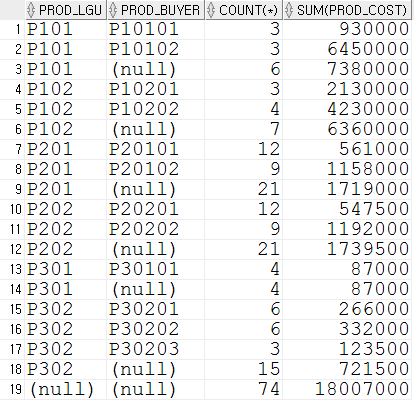 PROD_LGU PROD_BUYER COUNT(*) SUM(PROD_COST)
1 P101 P10101 3 930000
2 P101 P10102 3 6450000
3 P101 (null) 6 7380000
4 P102 P10201 3 2130000
5 P102 P10202 4 4230000
6 P102 (null) 7 6360000
7 P201 P20101 12 561000
8 P201 P20102 9 1158000
9 P201 (null) 21 1719000
10 P202 P20201 12 547500
11 P202 P20202 9 1192000
12 P202 (null) 21 1739500
13 P301 P30101 4 87000
14 P301 (null) 4 87000
15 P302 P30201 6 266000
16 P302 P30202 6 332000
17 P302 P30203 3 123500
18 P302 (null) 15 721500
19 (null) (null) 74 18007000